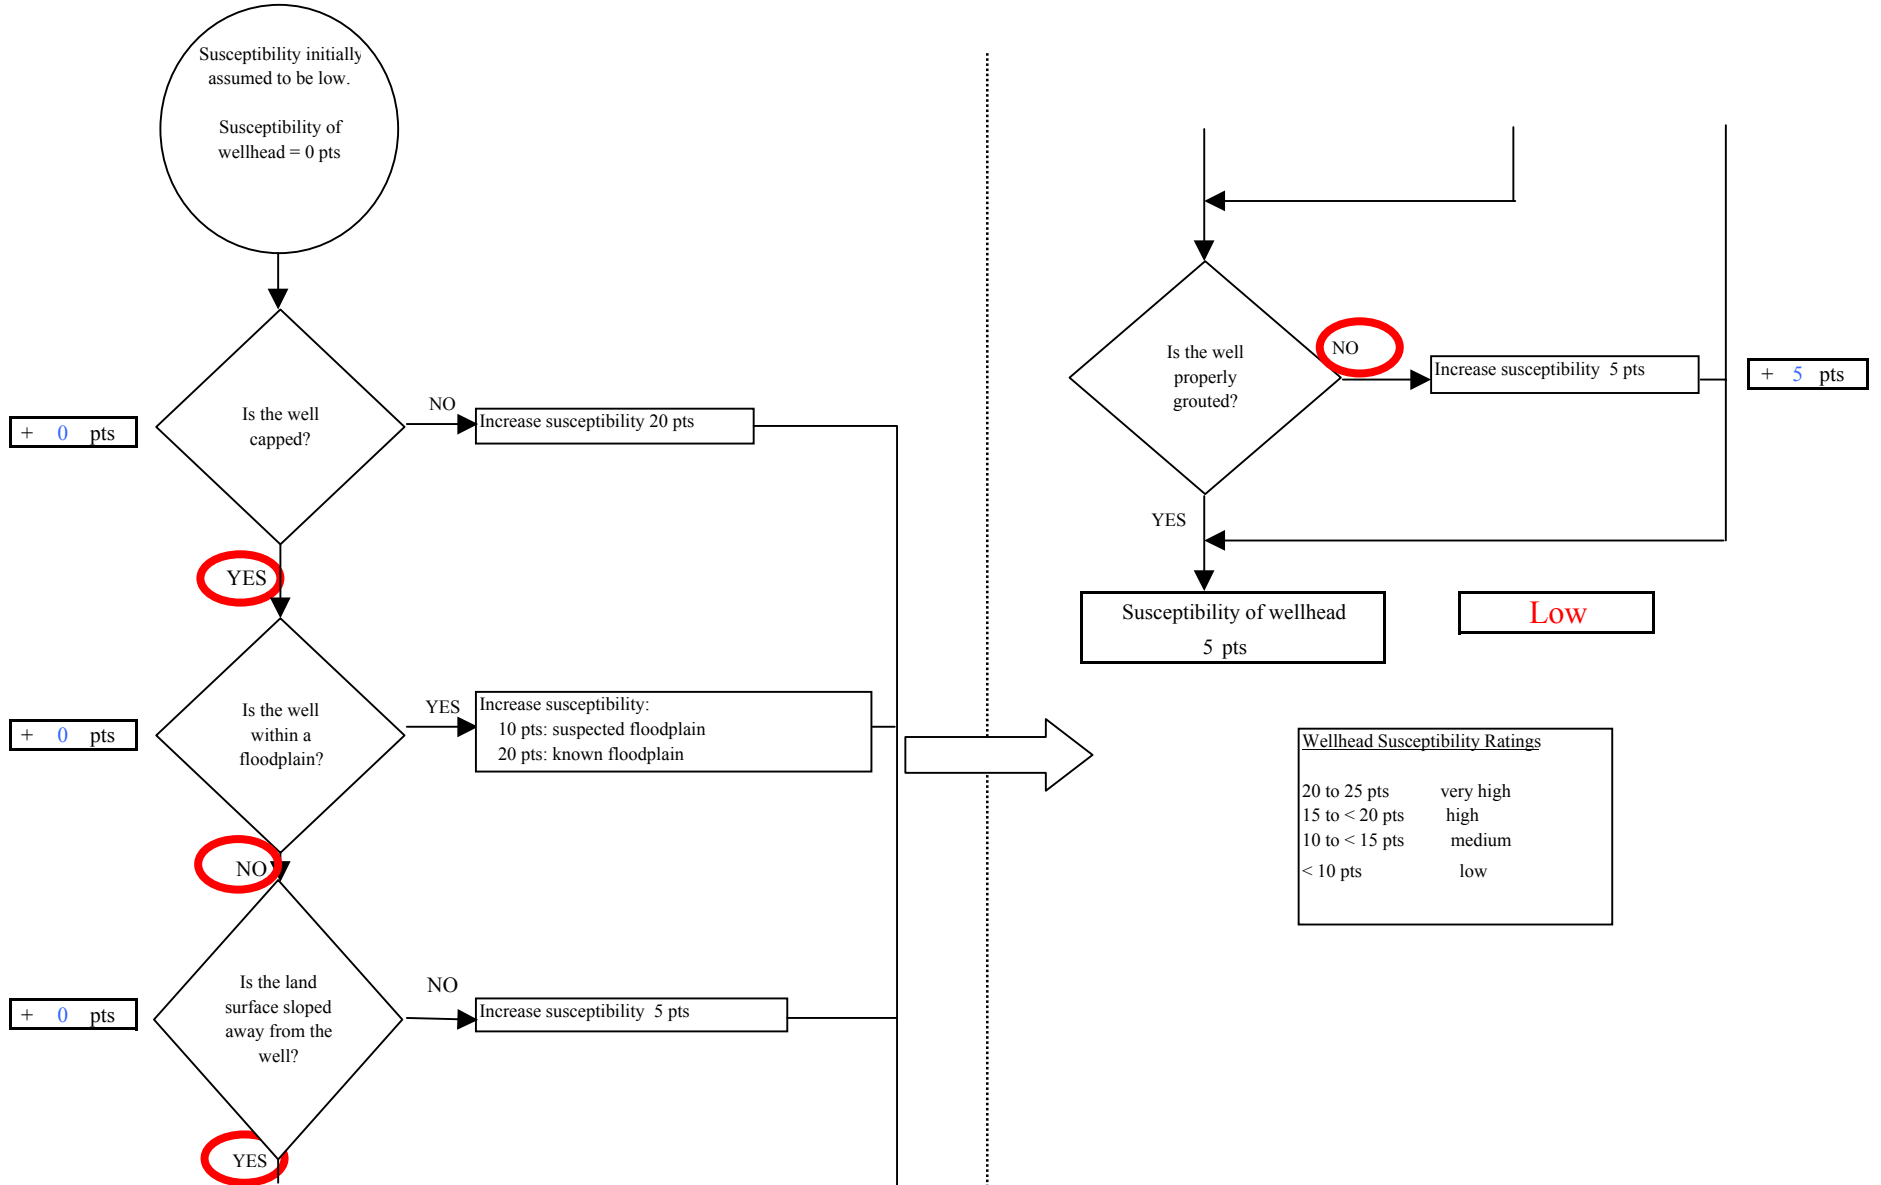 Susceptibility initially
assumed to be low.
Susceptibility of
wellhead = 0 pts
Is the well
capped?
+ 0 pts
NO
Increase susceptibility 20 pts
YES
Is the well
within a
floodplain?
+ 0 pts
YES
Increase susceptibility:
10 pts: suspected floodplain
20 pts: known floodplain
NO
Is the land
surface sloped
away from the
well?
+ 0 pts
NO
Increase susceptibility 5 pts
YES
Is the well
properly
grouted?
NO
Increase susceptibility 5 pts
+ 5 pts
YES
Susceptibility of wellhead
5 pts
Low
Wellhead Susceptibility Ratings
20 to 25 pts very high
15 to < 20 pts high
10 to < 15 pts medium
< 10 pts low